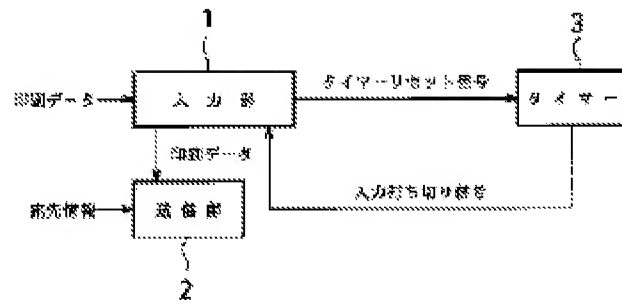 1
3
印刷データ
入力部
タイマーリセット信号
タイマー
印刷データ
入力打ち切り信号
宛先情報
送信部
2